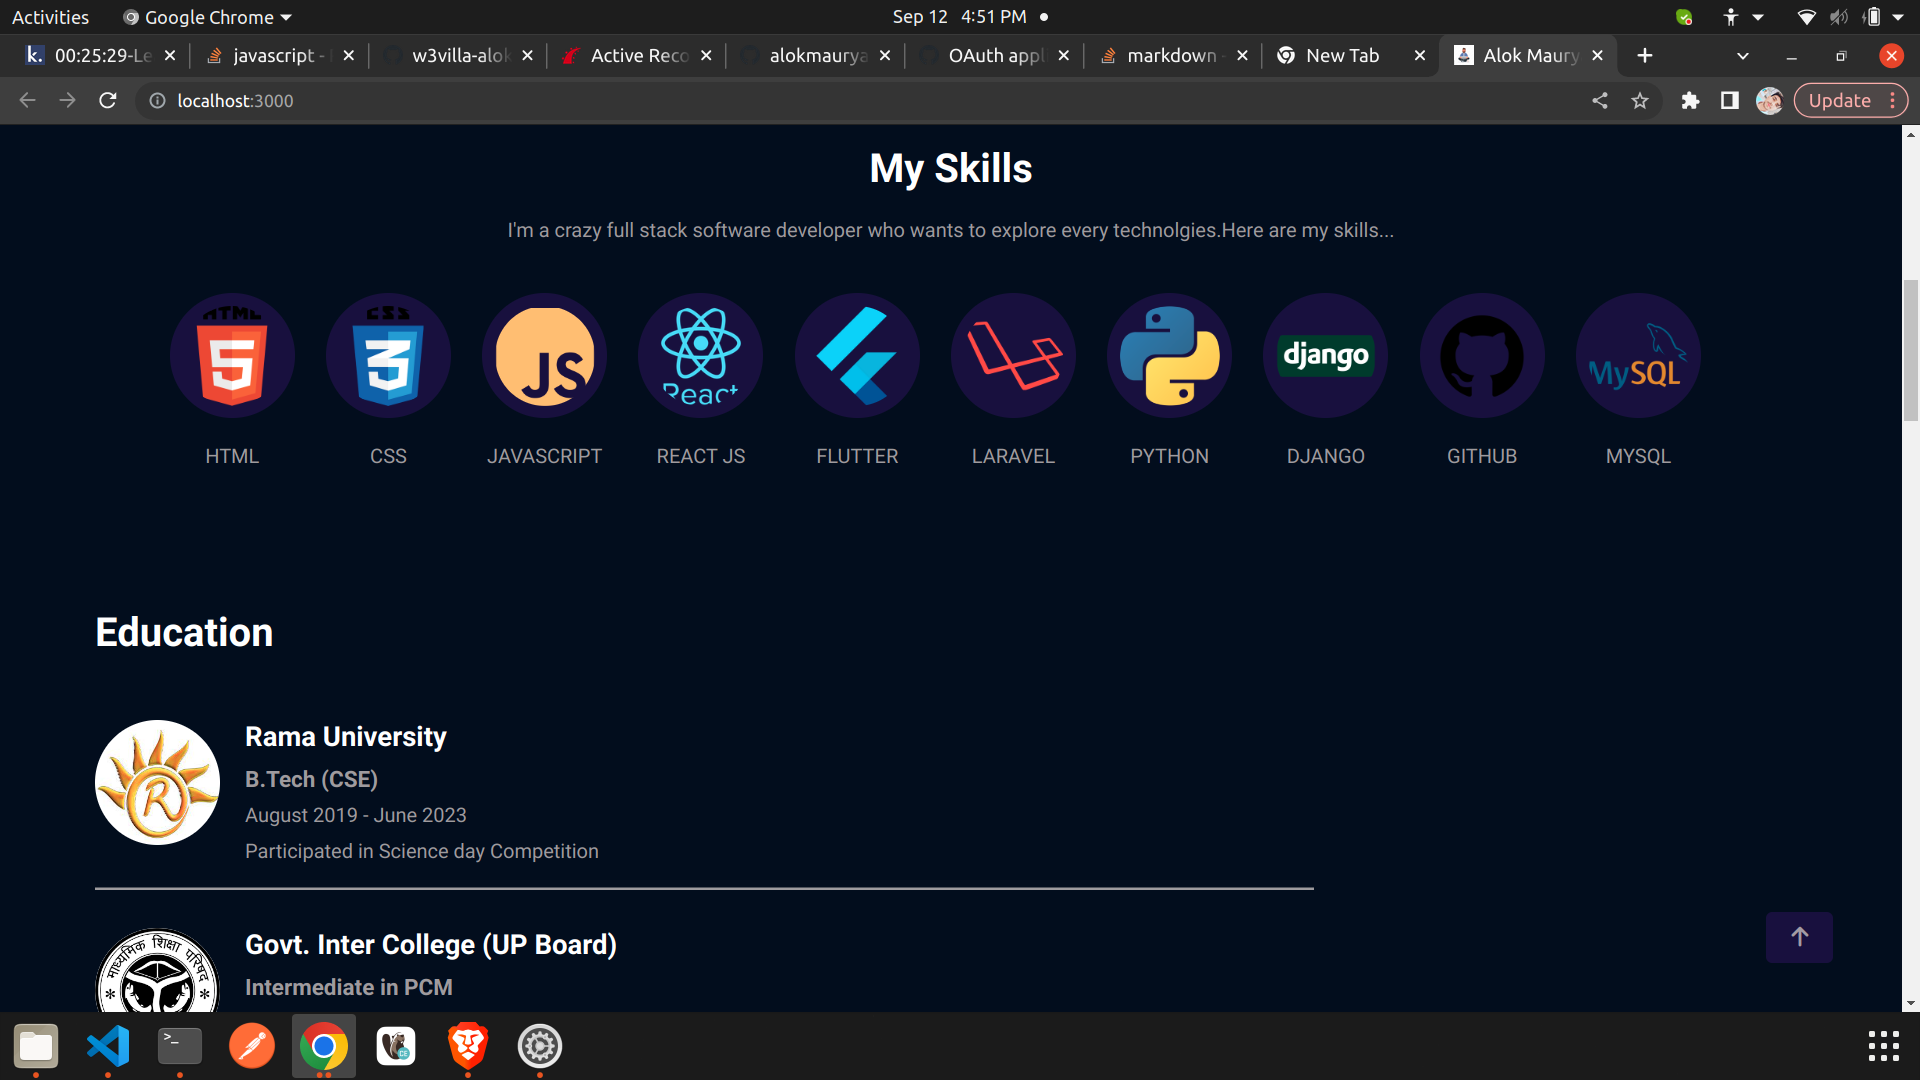 Activities
Google Chrome
Sep 12 4:51 PM
k. 00:25:29-Le
javascript -
w3villa-alok
Active Reco
alokmaurya
OAuth appl
markdown -
New Tab
Alok Maury
localhost:3000
Update
My Skills
I'm a crazy full stack software developer who wants to explore every technolgies.Here are my skills...
HTML
5
CSS
3
JS
React
django
MySQL
HTML
CSS
JAVASCRIPT
REACT JS
FLUTTER
LARAVEL
PYTHON
DJANGO
GITHUB
MYSQL
Education
R
Rama University
B.Tech (CSE)
August 2019 - June 2023
Participated in Science day Competition
माध्यमिक शिक्षा परिषद
Govt. Inter College (UP Board)
Intermediate in PCM
>_
CE